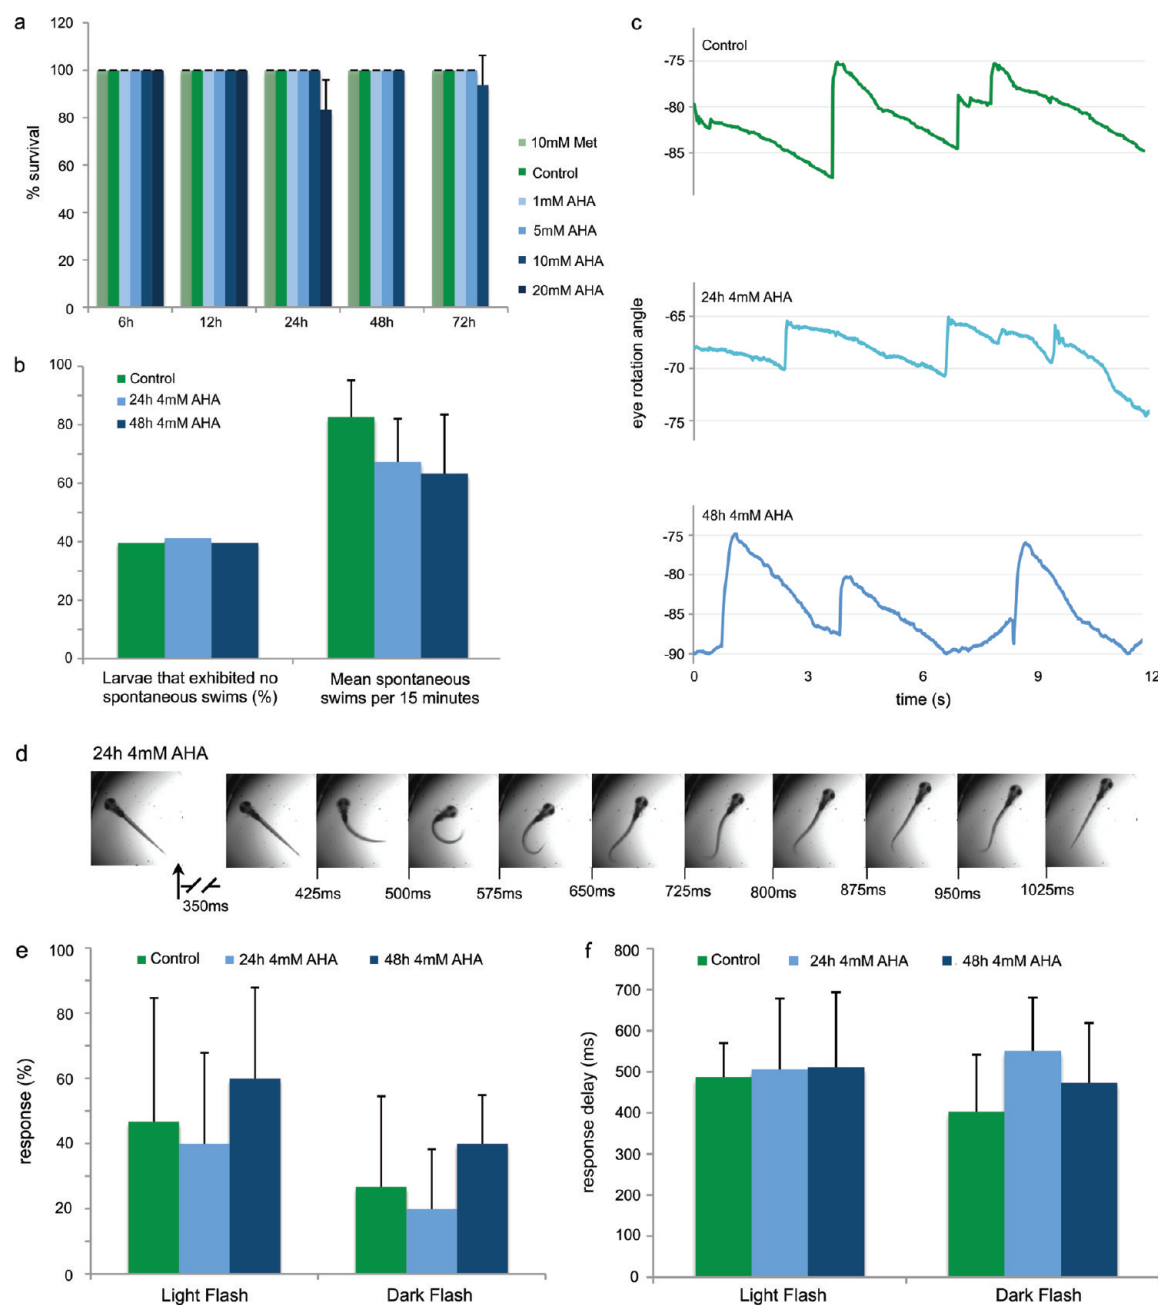 a
120
100
80
60
40
20
0
% survival
6h
12h
24h
48h
72h
10mM Met
Control
1mM AHA
5mM AHA
10mM AHA
20mM AHA
b
100
80
60
40
20
0
Control
24h 4mM AHA
48h 4mM AHA
Larvae that exhibited no
spontaneous swims (%)
Mean spontaneous
swims per 15 minutes
c
Control
-75
-80
-85
24h 4mM AHA
-65
-70
-75
eye rotation angle
48h 4mM AHA
-75
-80
-85
-90
0
3
6
9
12
time (s)
d
24h 4mM AHA
350ms
425ms
500ms
575ms
650ms
725ms
800ms
875ms
950ms
1025ms
e
100
80
60
40
20
0
response (%)
Control
24h 4mM AHA
48h 4mM AHA
Light Flash
Dark Flash
f
800
700
600
500
400
300
200
100
0
response delay (ms)
Control
24h 4mM AHA
48h 4mM AHA
Light Flash
Dark Flash